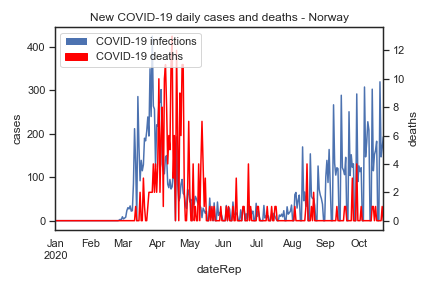 New COVID-19 daily cases and deaths - Norway
COVID-19 infections
COVID-19 deaths
400
300
200
100
0
cases
12
10
8
6
4
2
0
deaths
Jan Feb Mar Apr May Jun Jul Aug Sep Oct
2020
dateRep